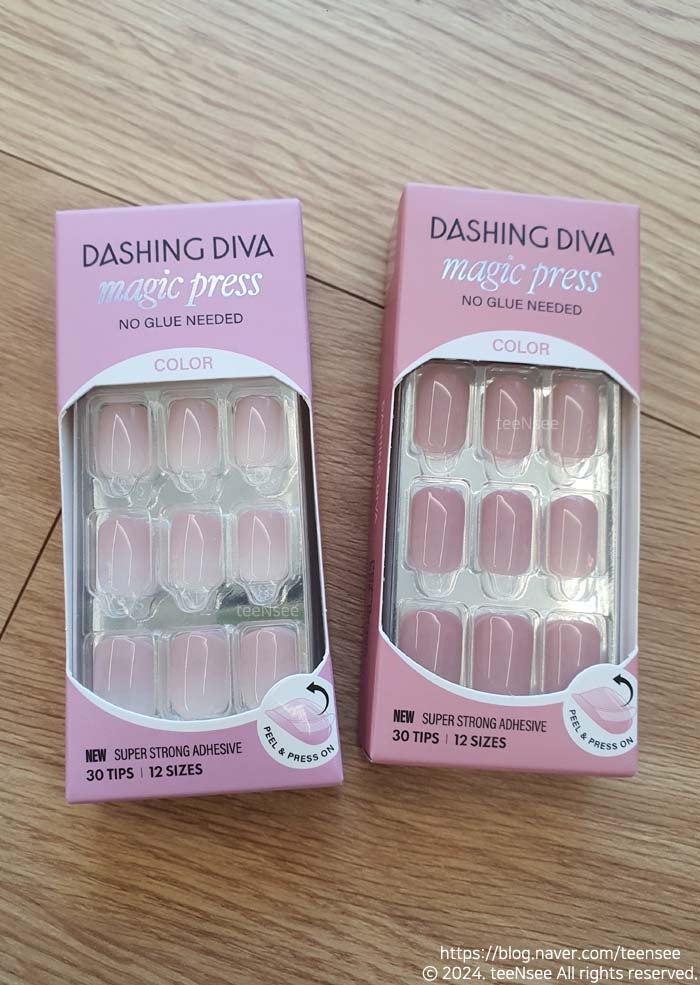 DASHING DIVA
magic press
NO GLUE NEEDED
COLOR
teeNsee
NEW SUPER STRONG ADHESIVE
30 TIPS | 12 SIZES
PEEL & PRESS ON
DASHING DIVA
magic press
NO GLUE NEEDED
COLOR
teeNsee
NEW SUPER STRONG ADHESIVE
30 TIPS | 12 SIZES
PEEL & PRESS ON
https://blog.naver.com/teensee
© 2024. teeNsee All rights reserved.